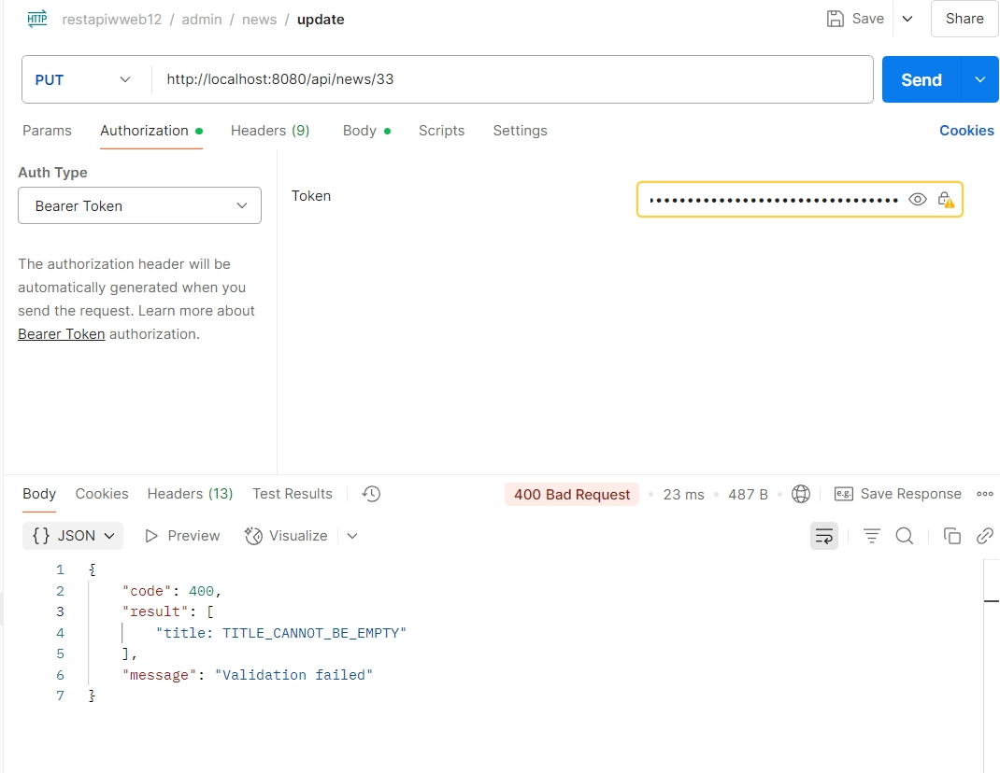 HTTP restapiwweb12 / admin / news / update Save Share
PUT http://localhost:8080/api/news/33 Send
Params Authorization Headers (9) Body Scripts Settings Cookies
Auth Type
Bearer Token
The authorization header will be
automatically generated when you
send the request. Learn more about
Bearer Token authorization.
Token
Body Cookies Headers (13) Test Results 400 Bad Request 23 ms 487 B e.g. Save Response
{} JSON Preview Visualize
1 {
2 "code": 400,
3 "result": [
4 "title: TITLE_CANNOT_BE_EMPTY"
5 ],
6 "message": "Validation failed"
7 }